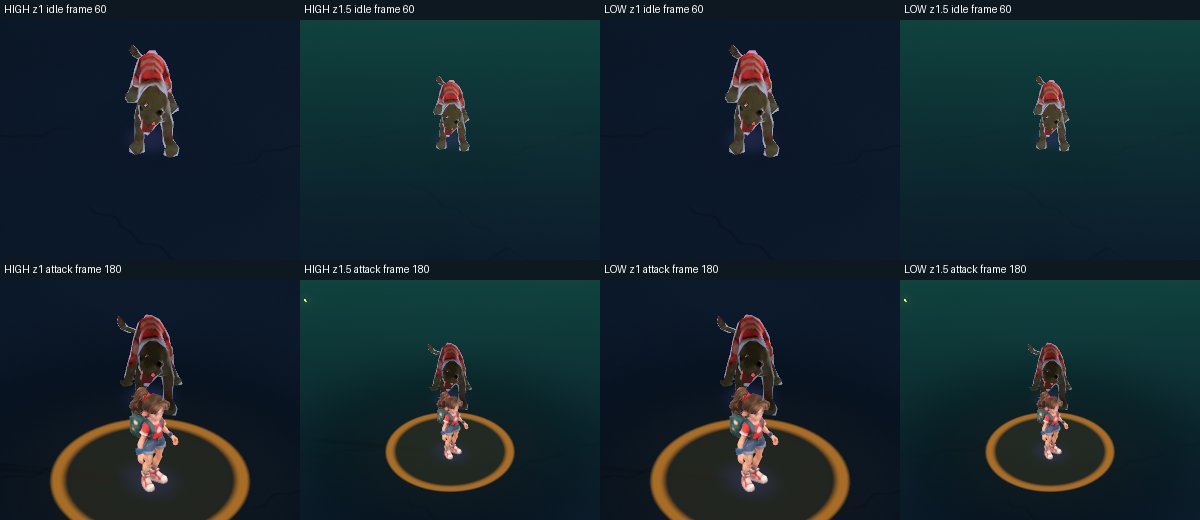 HIGH z1 idle frame 60
HIGH z1.5 idle frame 60
LOW z1 idle frame 60
LOW z1.5 idle frame 60
HIGH z1 attack frame 180
HIGH z1.5 attack frame 180
LOW z1 attack frame 180
LOW z1.5 attack frame 180